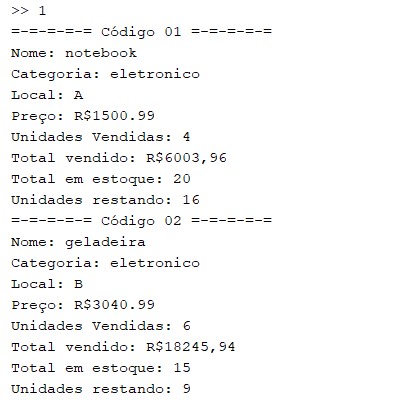 >> 1
=-=-=-=-= Código 01 =-=-=-=-=
Nome: notebook
Categoria: eletronico
Local: A
Preço: R$1500.99
Unidades Vendidas: 4
Total vendido: R$6003,96
Total em estoque: 20
Unidades restando: 16
=-=-=-=-= Código 02 =-=-=-=-=
Nome: geladeira
Categoria: eletronico
Local: B
Preço: R$3040.99
Unidades Vendidas: 6
Total vendido: R$18245,94
Total em estoque: 15
Unidades restando: 9